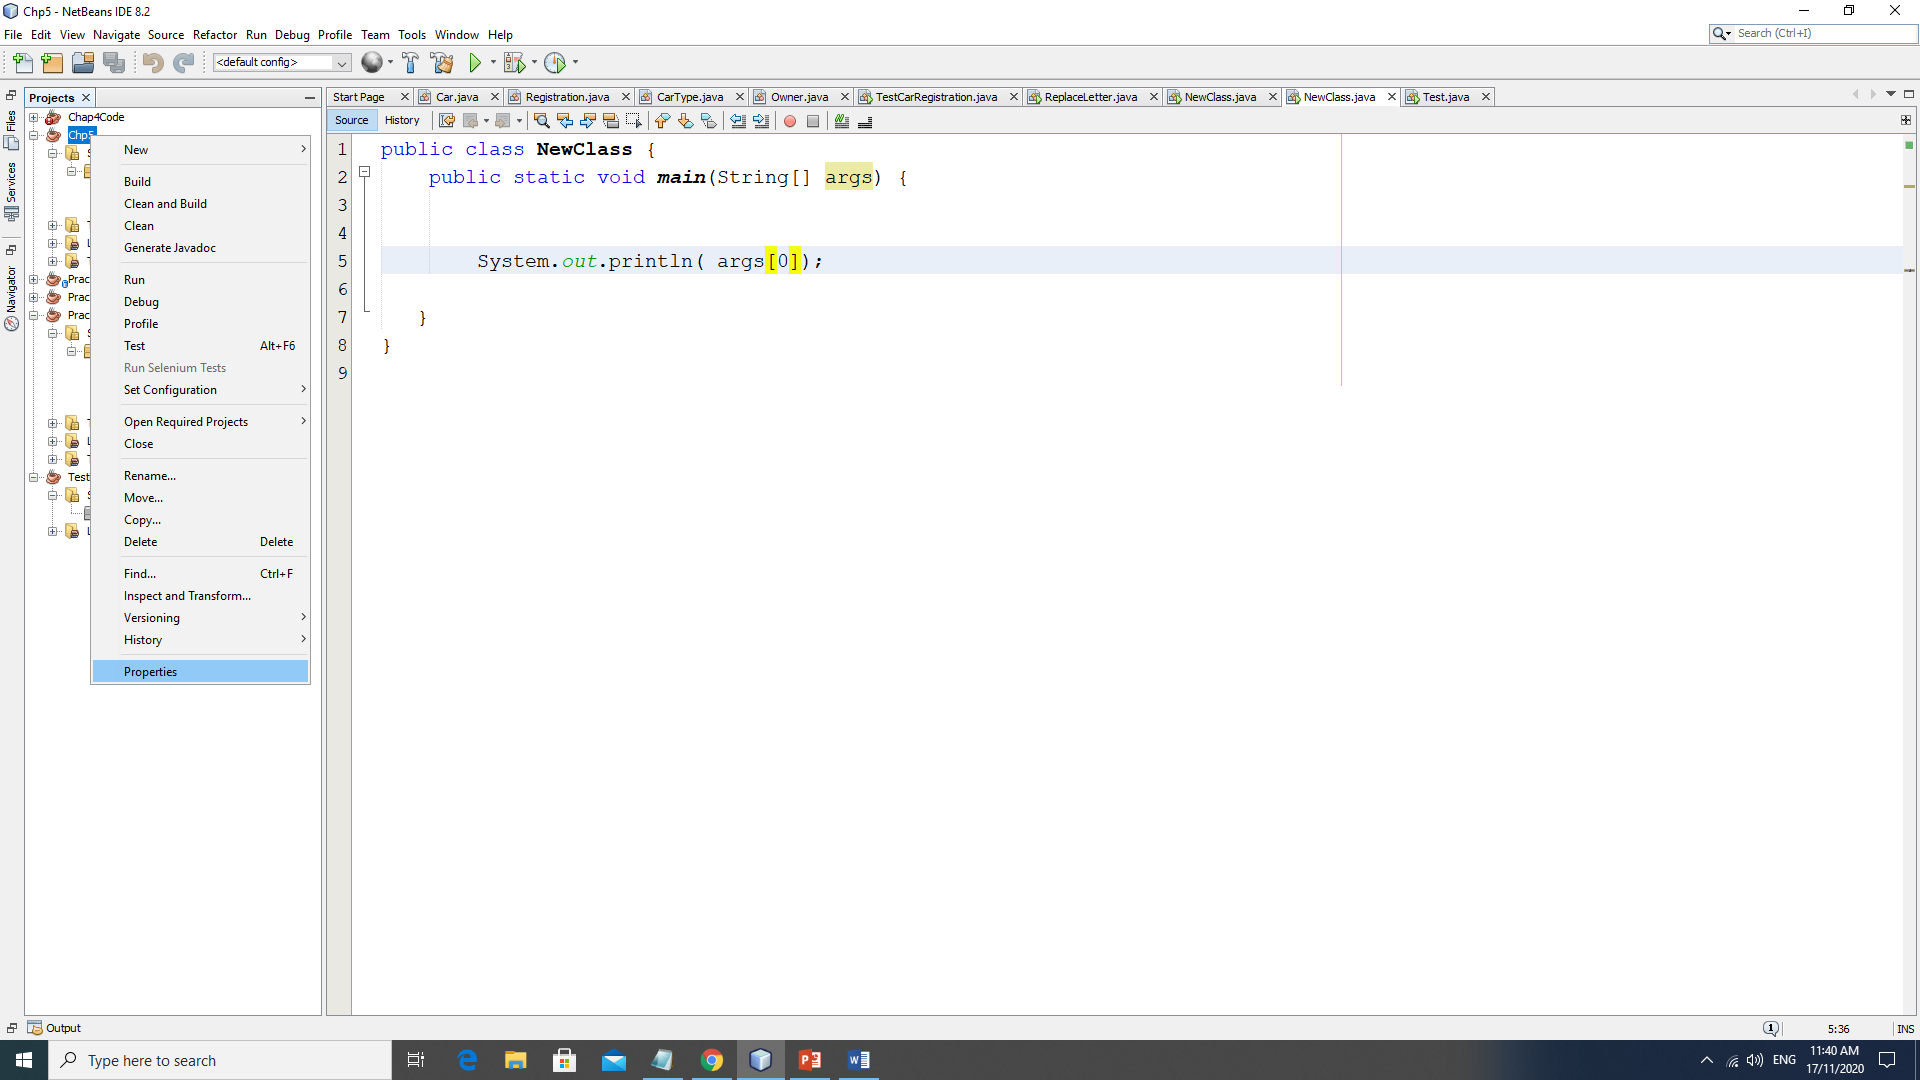 Chp5 - NetBeans IDE 8.2
File Edit View Navigate Source Refactor Run Debug Profile Team Tools Window Help
Search (Ctrl+I)
<default config>
Files
Services
Navigator
Projects
Chap4Code
Chp5
Prac
Prac
Prac
Test
New
Build
Clean and Build
Clean
Generate Javadoc
Run
Debug
Profile
Test Alt+F6
Run Selenium Tests
Set Configuration
Open Required Projects
Close
Rename...
Move...
Copy...
Delete Delete
Find... Ctrl+F
Inspect and Transform...
Versioning
History
Properties
Start Page Car.java Registration.java CarType.java Owner.java TestCarRegistration.java ReplaceLetter.java NewClass.java NewClass.java Test.java
Source History
1 public class NewClass {
2 public static void main(String[] args) {
3
4
5 System.out.println( args[0]);
6
7 }
8 }
9
Output
1 5:36 INS
Type here to search
ENG 11:40 AM
17/11/2020